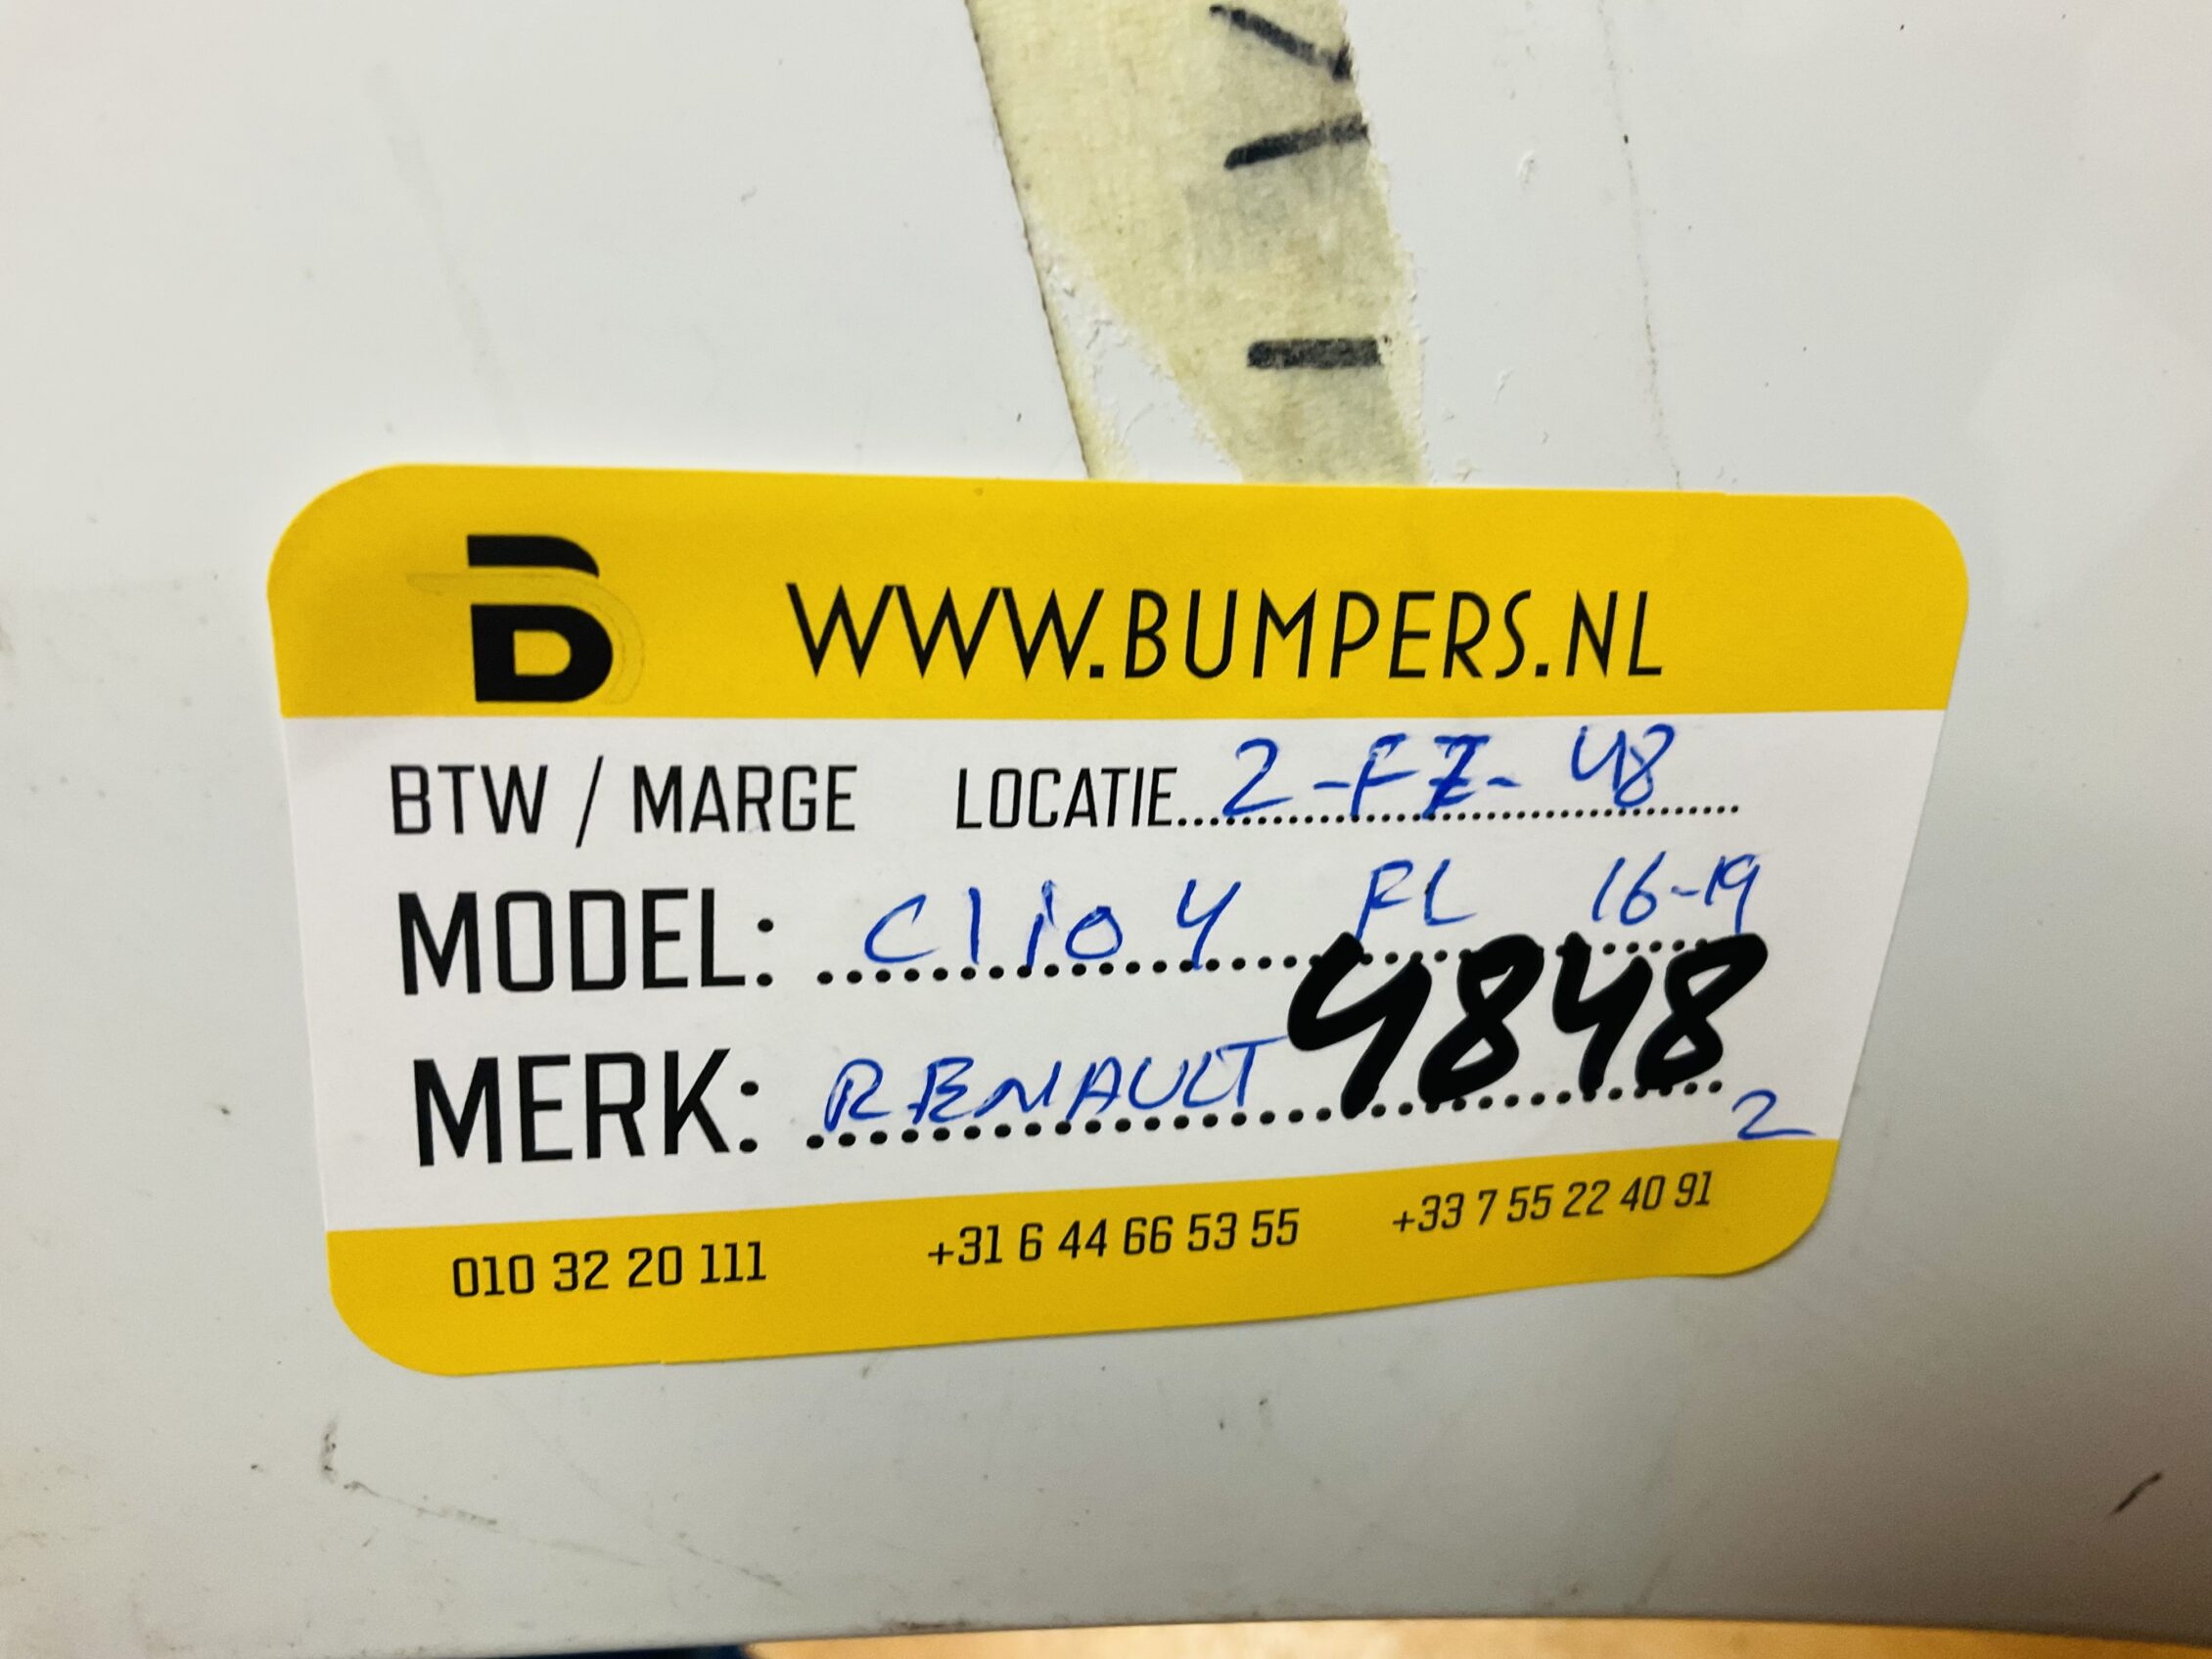 B WWW.BUMPERS.NL
BTW / MARGE LOCATIE 2-FZ-48
MODEL: Clio 4 FL 16-19
MERK: RENAULT 4848
2
010 32 20 111 +31 6 44 66 53 55 +33 7 55 22 40 91